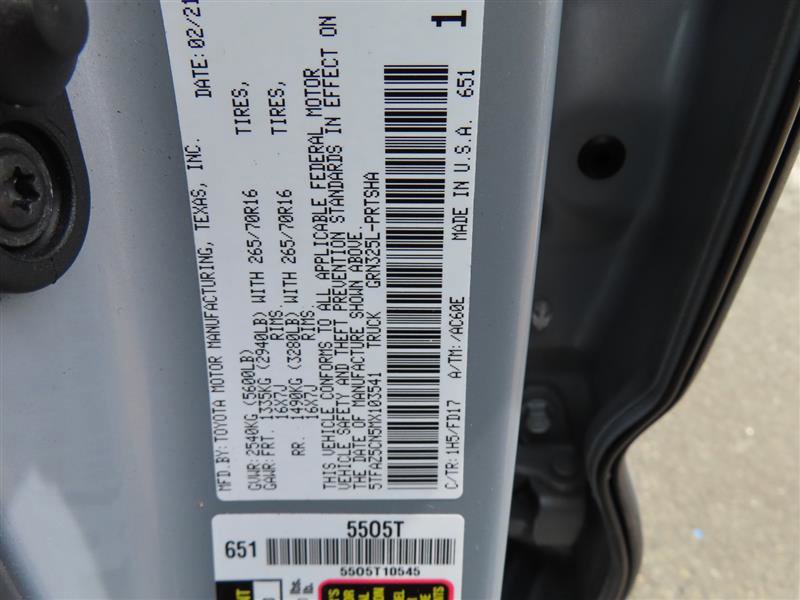 MFD.BY:TOYOTA MOTOR MANUFACTURING, TEXAS, INC. DATE: 02/21
GVWR:2540KG (5600LB)
GAWR:FRT. 1335KG (2940LB) WITH 265/70R16 TIRES,
16X7J RIMS.
RR. 1490KG (3280LB) WITH 265/70R16 TIRES,
16X7J RIMS.
THIS VEHICLE CONFORMS TO ALL APPLICABLE FEDERAL MOTOR
VEHICLE SAFETY AND THEFT PREVENTION STANDARDS IN EFFECT ON
THE DATE OF MANUFACTURE SHOWN ABOVE.
5TFAZ5CN5MX103541 TRUCK GRN325L-PRTSHA
C/TR: 1H5/FD17 A/TM: /AC60E MADE IN U.S.A. 651
1
5505T
651
5505T10545